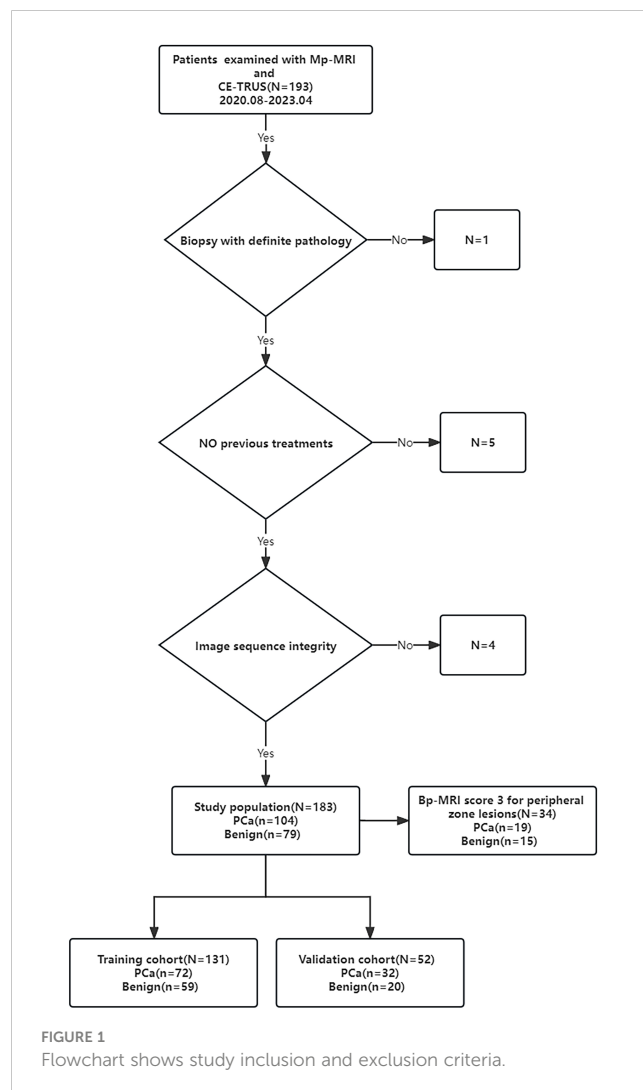 Patients examined with Mp-MRI
and
CE-TRUS(N=193)
2020.08-2023.04
Yes
Biopsy with definite pathology
No
N=1
Yes
NO previous treatments
No
N=5
Yes
Image sequence integrity
No
N=4
Yes
Study population(N=183)
PCa(n=104)
Benign(n=79)
Bp-MRI score 3 for peripheral
zone lesions(N=34)
PCa(n=19)
Benign(n=15)
Training cohort(N=131)
PCa(n=72)
Benign(n=59)
Validation cohort(N=52)
PCa(n=32)
Benign(n=20)
FIGURE 1
Flowchart shows study inclusion and exclusion criteria.